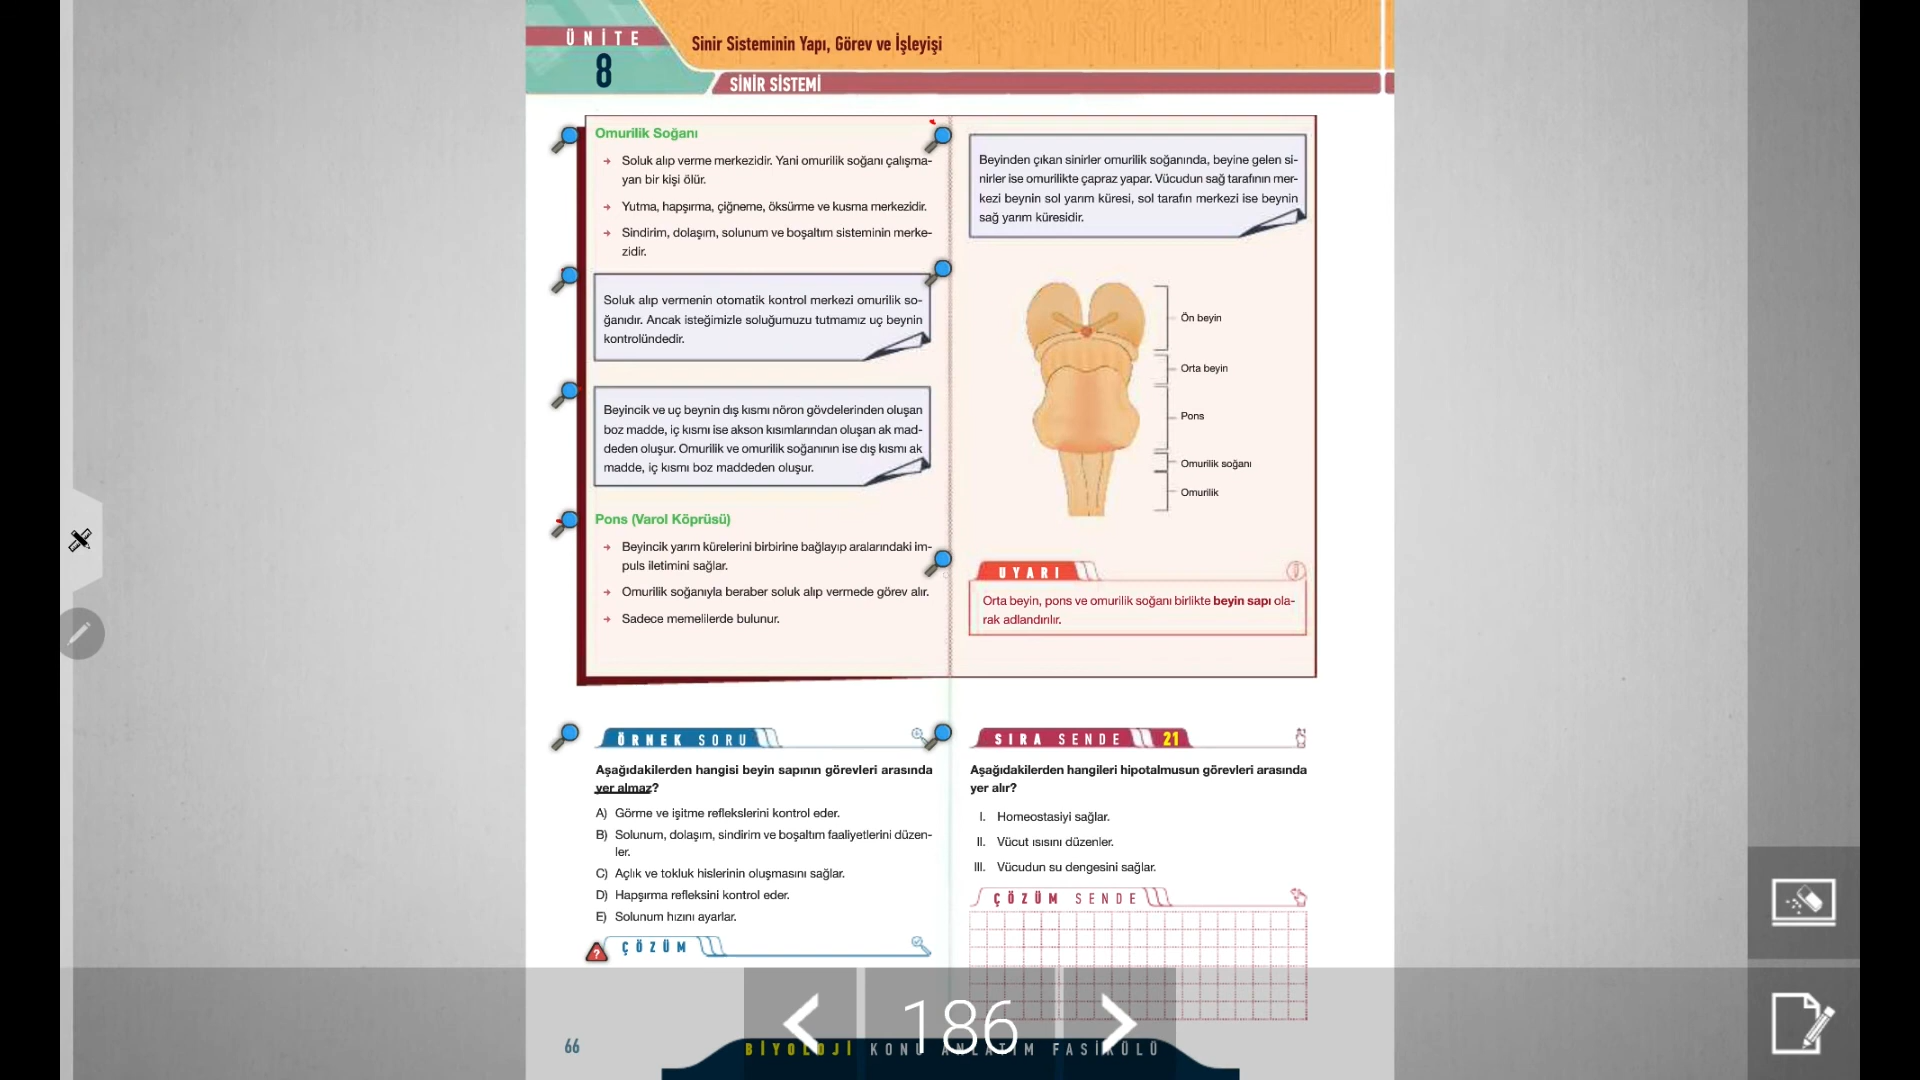 ÜNİTE
8
Sinir Sisteminin Yapı, Görev ve İşleyişi
SİNİR SİSTEMİ
Omurilik Soğanı
→ Soluk alıp verme merkezidir. Yani omurilik soğanı çalışma-
yan bir kişi ölür.
→ Yutma, hapşırma, çiğneme, öksürme ve kusma merkezidir.
→ Sindirim, dolaşım, solunum ve boşaltım sisteminin merke-
zidir.
Soluk alıp vermenin otomatik kontrol merkezi omurilik so-
ğanıdır. Ancak isteğimizle soluğumuzu tutmamız uç beynin
kontrolündedir.
Beyincik ve uç beynin dış kısmı nöron gövdelerinden oluşan
boz madde, iç kısmı ise akson kısımlarından oluşan ak mad-
deden oluşur. Omurilik ve omurilik soğanının ise dış kısmı ak
madde, iç kısmı boz maddeden oluşur.
Pons (Varol Köprüsü)
→ Beyincik yarım kürelerini birbirine bağlayıp aralarındaki im-
puls iletimini sağlar.
→ Omurilik soğanıyla beraber soluk alıp vermede görev alır.
→ Sadece memelilerde bulunur.
Beyinden çıkan sinirler omurilik soğanında, beyine gelen si-
nirler ise omurilikte çapraz yapar. Vücudun sağ tarafının mer-
kezi beynin sol yarım küresi, sol tarafın merkezi ise beynin
sağ yarım küresidir.
Ön beyin
Orta beyin
Pons
Omurilik soğanı
Omurilik
UYARI
Orta beyin, pons ve omurilik soğanı birlikte beyin sapı ola-
rak adlandırılır.
ÖRNEK SORU
Aşağıdakilerden hangisi beyin sapının görevleri arasında
yer almaz?
A) Görme ve işitme reflekslerini kontrol eder.
B) Solunum, dolaşım, sindirim ve boşaltım faaliyetlerini düzen-
ler.
C) Açlık ve tokluk hislerinin oluşmasını sağlar.
D) Hapşırma refleksini kontrol eder.
E) Solunum hızını ayarlar.
ÇÖZÜM
SIRA SENDE 21
Aşağıdakilerden hangileri hipotalmusun görevleri arasında
yer alır?
I. Homeostasiyi sağlar.
II. Vücut ısısını düzenler.
III. Vücudun su dengesini sağlar.
ÇÖZÜM SENDE
186
66
BİYOLOJİ KONU ANLATIM FASİKÜLÜ